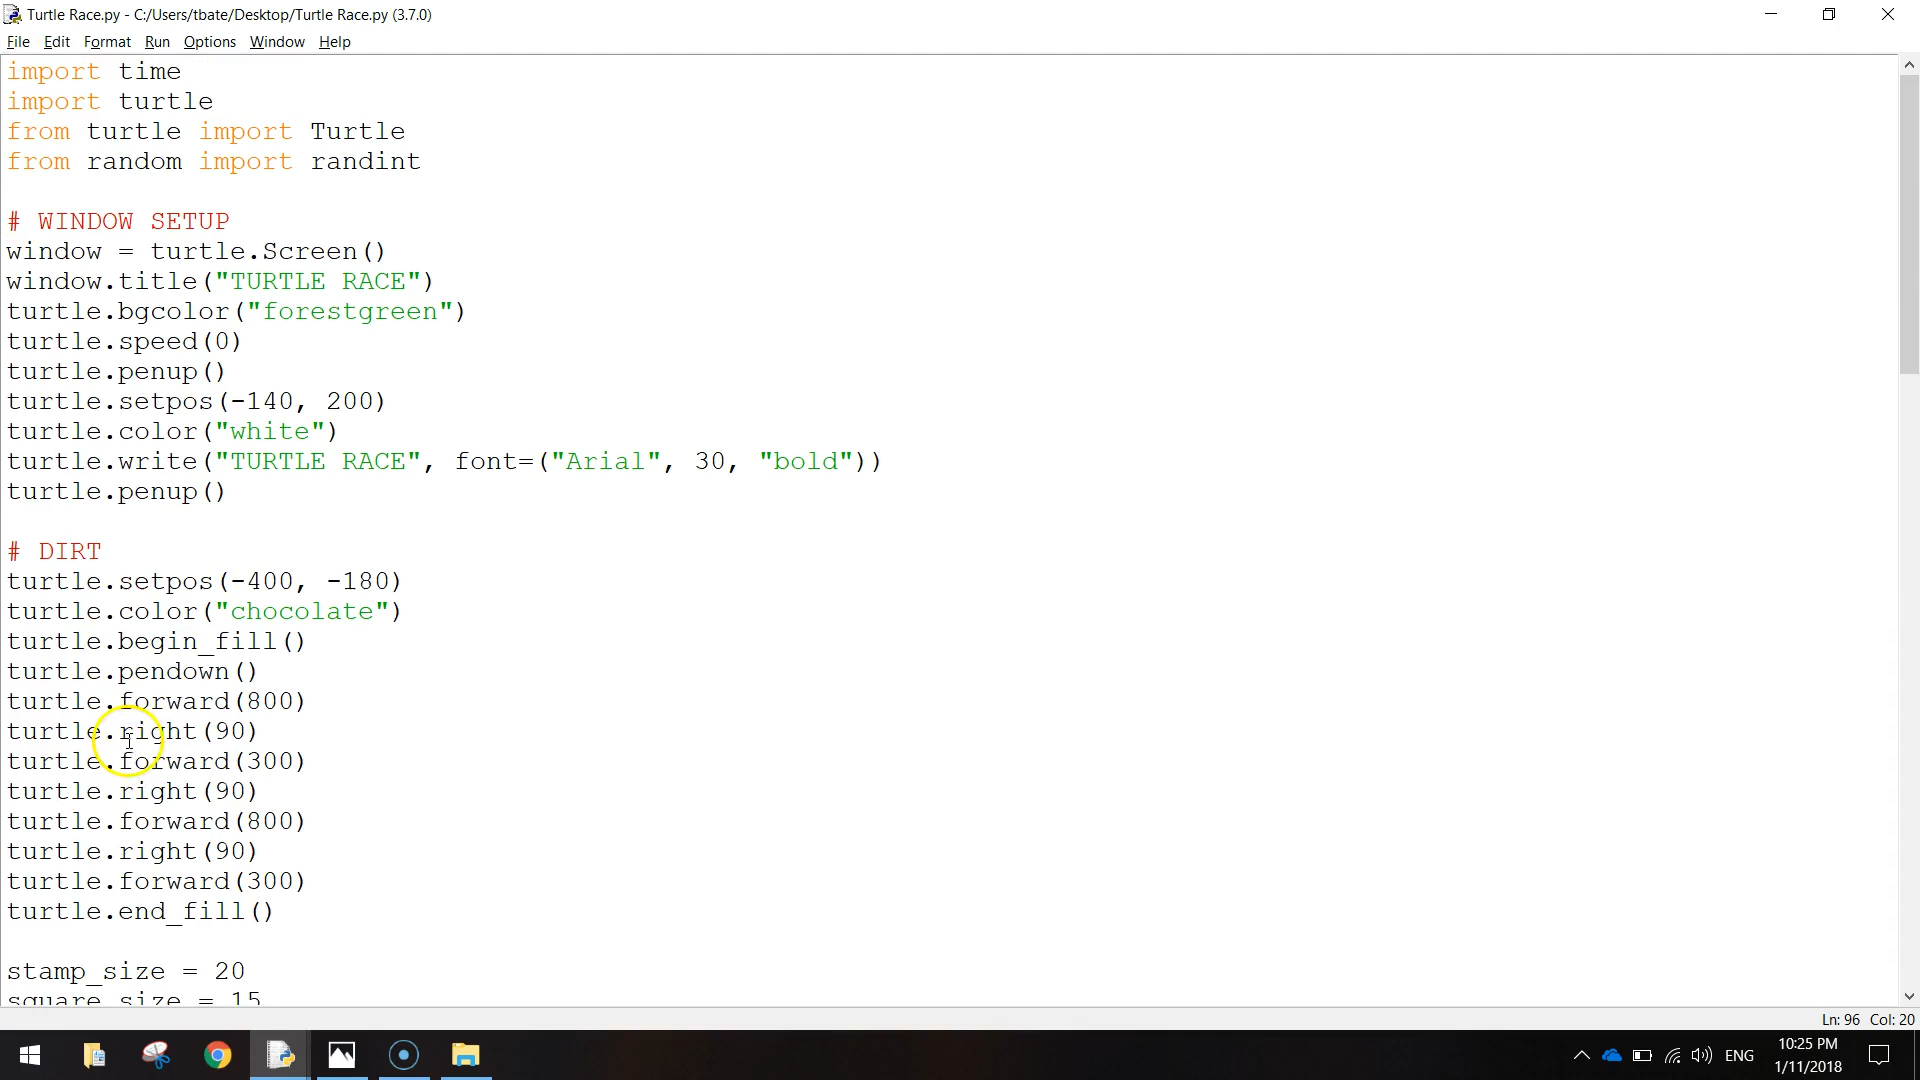 Turtle Race.py - C:/Users/tbate/Desktop/Turtle Race.py (3.7.0)
File Edit Format Run Options Window Help
import time
import turtle
from turtle import Turtle
from random import randint
# WINDOW SETUP
window = turtle.Screen()
window.title("TURTLE RACE")
turtle.bgcolor("forestgreen")
turtle.speed(0)
turtle.penup()
turtle.setpos(-140, 200)
turtle.color("white")
turtle.write("TURTLE RACE", font=("Arial", 30, "bold"))
turtle.penup()
# DIRT
turtle.setpos(-400, -180)
turtle.color("chocolate")
turtle.begin_fill()
turtle.pendown()
turtle.forward(800)
turtle.right(90)
turtle.forward(300)
turtle.right(90)
turtle.forward(800)
turtle.right(90)
turtle.forward(300)
turtle.end_fill()
stamp_size = 20
square_size = 15
Ln: 96 Col: 20
ENG
10:25 PM
1/11/2018